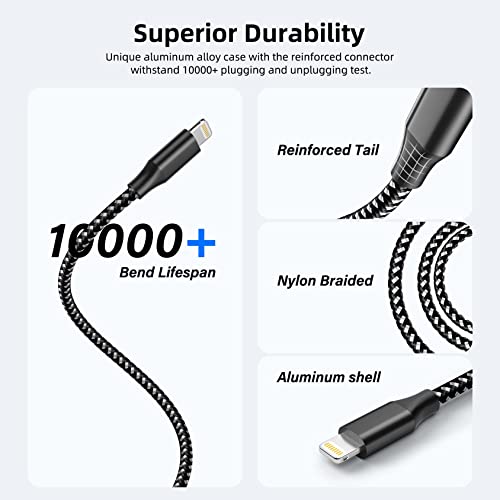 Superior Durability
Unique aluminum alloy case with the reinforced connector
withstand 10000+ plugging and unplugging test.
10000+
Bend Lifespan
Reinforced Tail
Nylon Braided
Aluminum shell